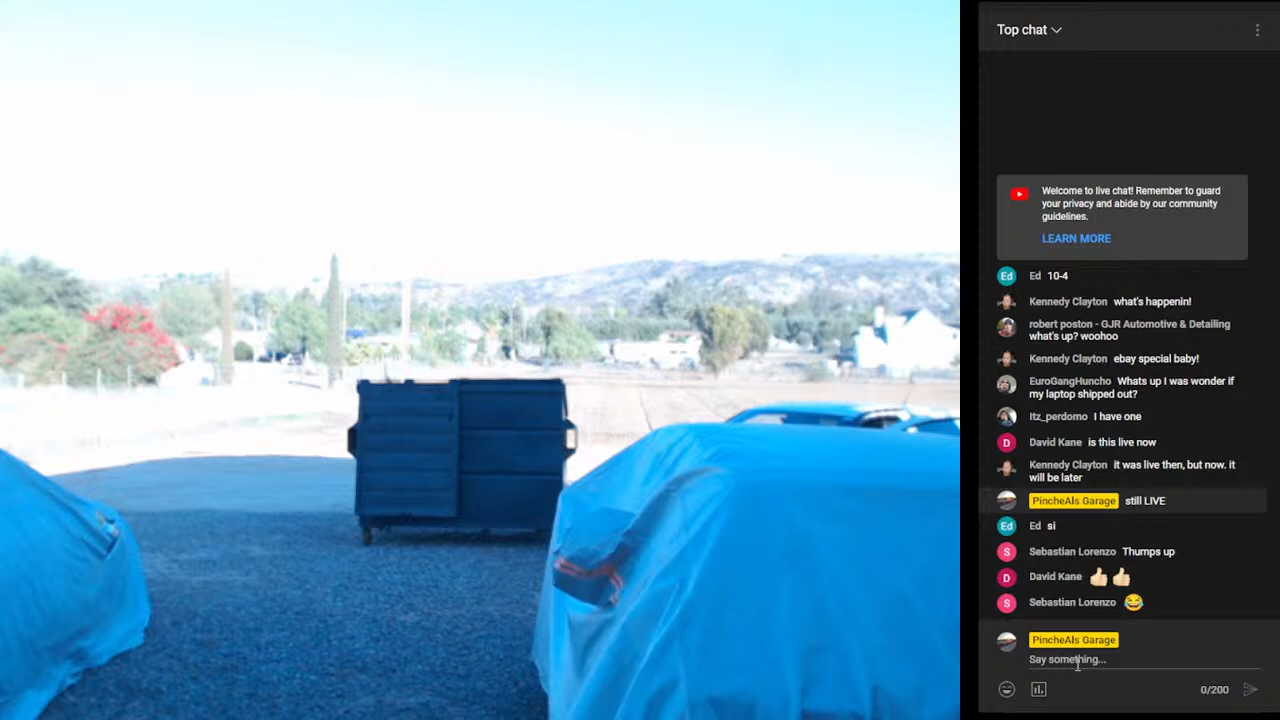 Top chat
Welcome to live chat! Remember to guard
your privacy and abide by our community
guidelines.
LEARN MORE
Ed Ed 10-4
Kennedy Clayton what's happenin!
robert poston - GJR Automotive & Detailing
what's up? woohoo
Kennedy Clayton ebay special baby!
EuroGangHuncho Whats up I was wonder if
my laptop shipped out?
Itz_perdomo I have one
D David Kane is this live now
Kennedy Clayton it was live then, but now. it
will be later
PincheAls Garage still LIVE
Ed Ed si
S Sebastian Lorenzo Thumps up
D David Kane 👍🏻👍🏻
S Sebastian Lorenzo 😂
PincheAls Garage
Say something...
0/200